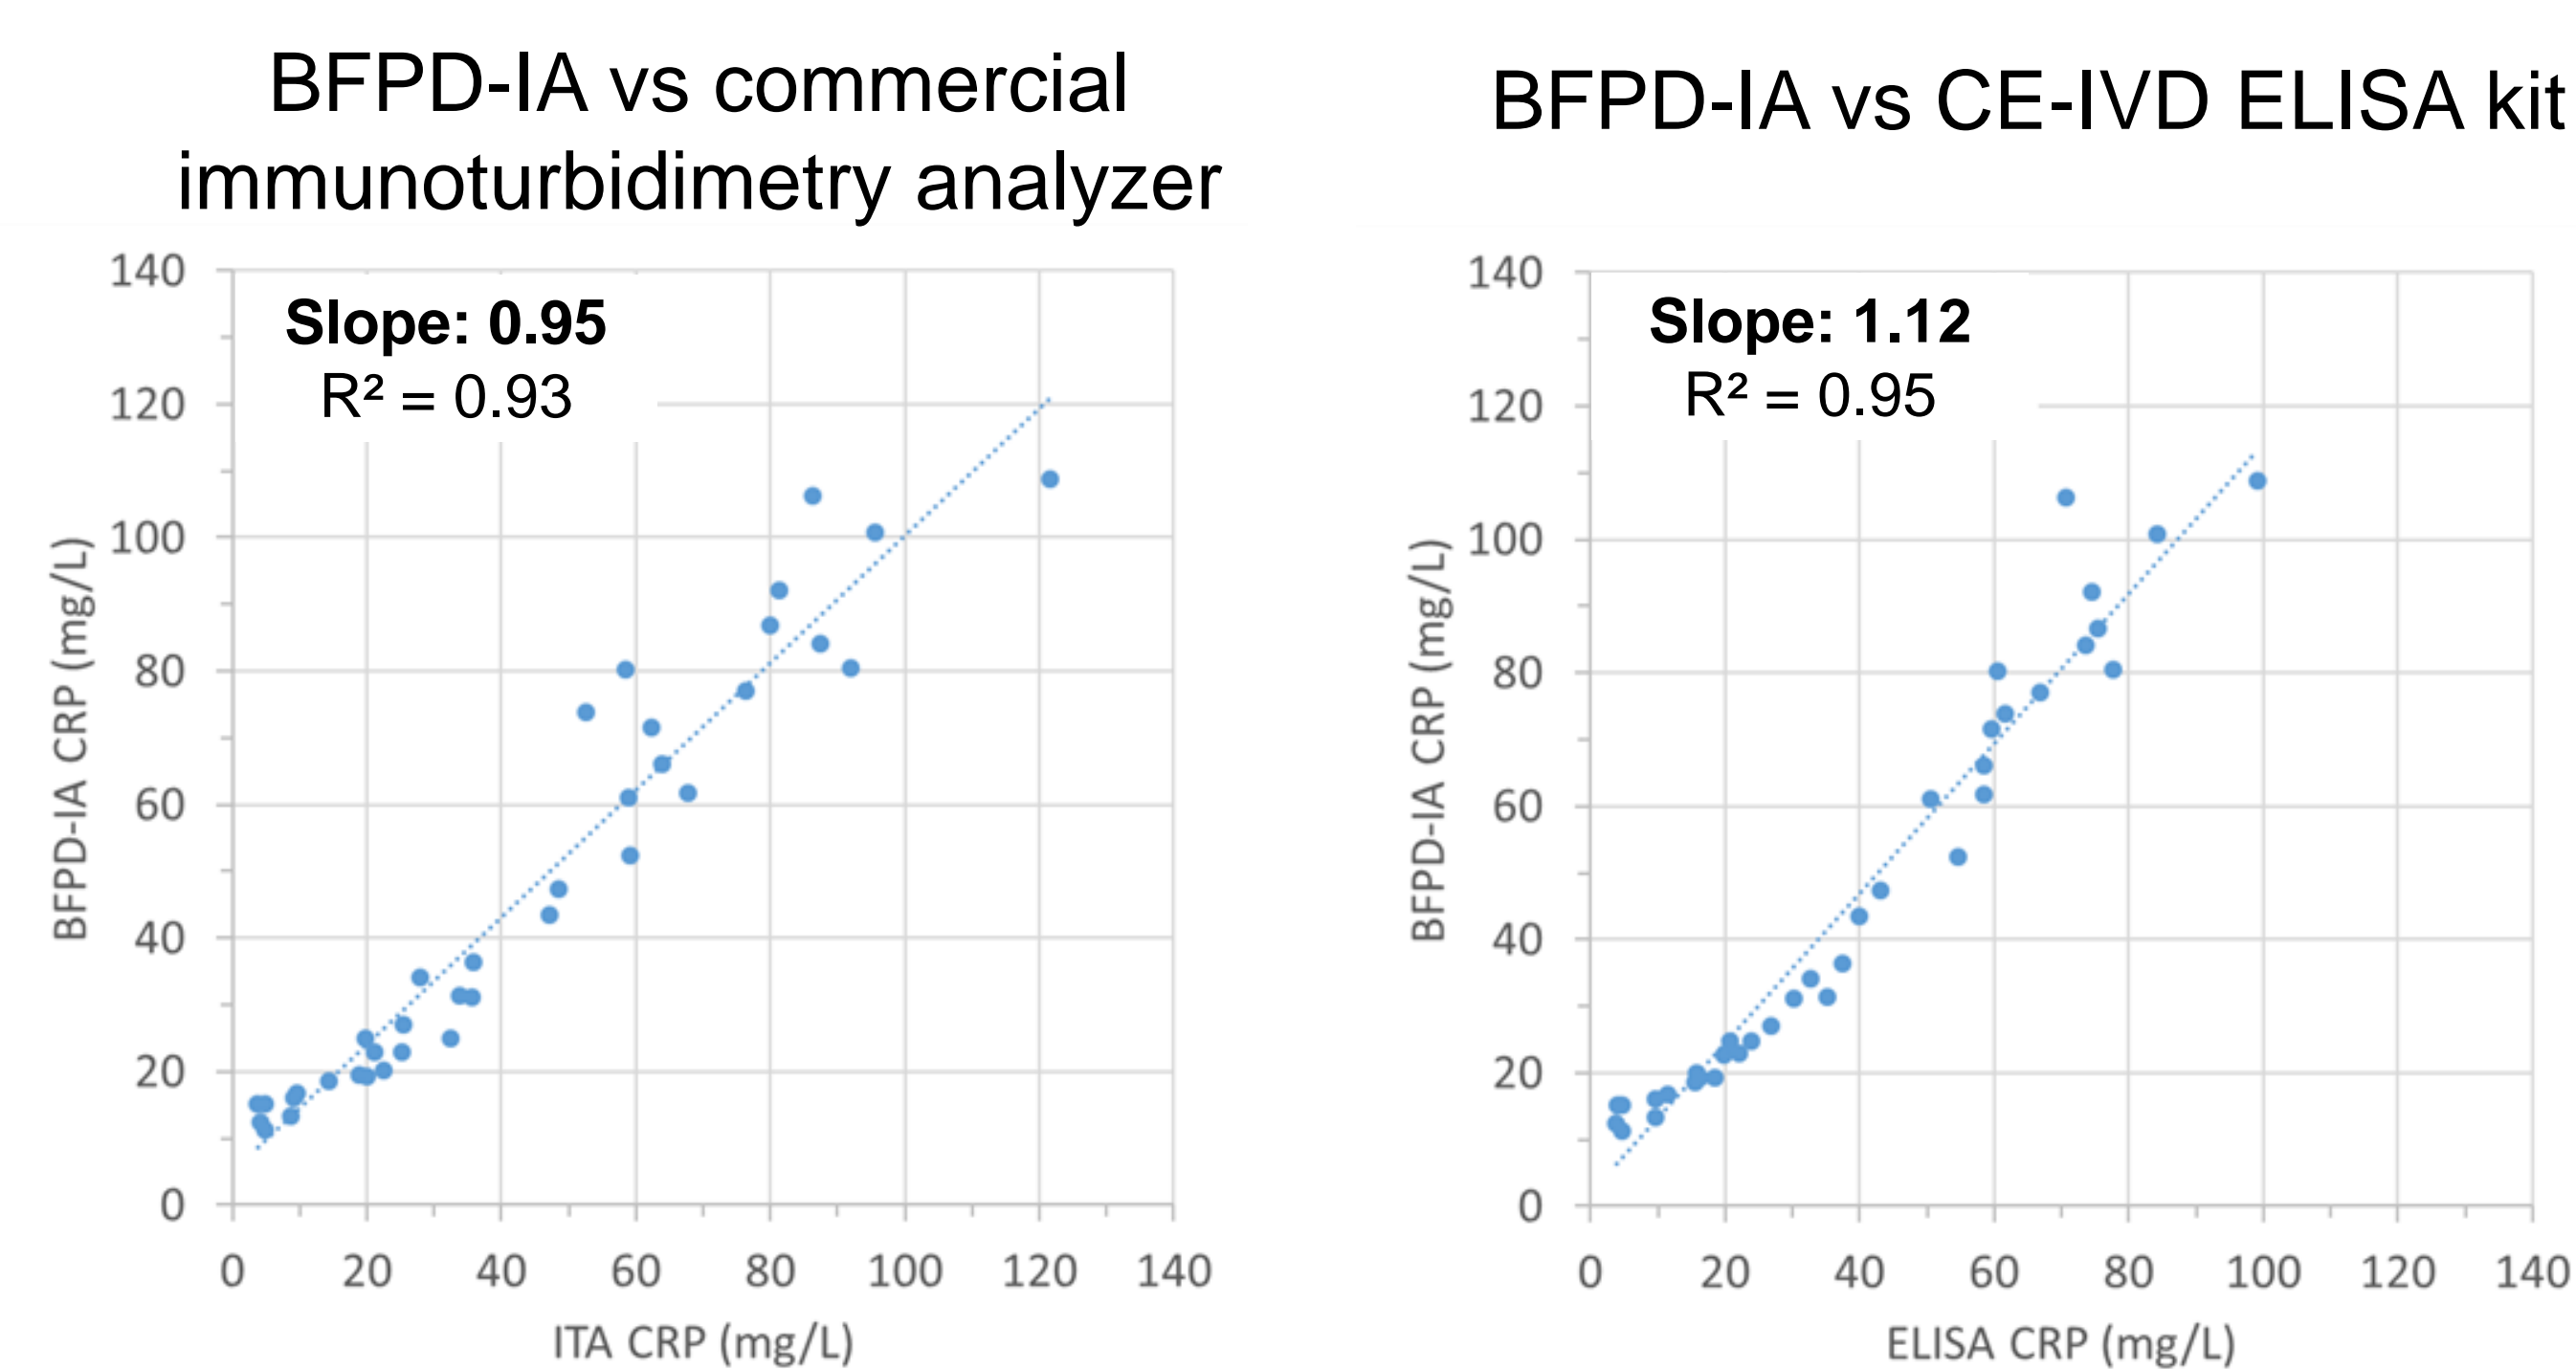 BFPD-IA vs commercial
immunoturbidimetry analyzer
140
120
100
80
60
40
20
0
Slope: 0.95
R² = 0.93
BFPD-IA CRP (mg/L)
0 20 40 60 80 100 120 140
ITA CRP (mg/L)
BFPD-IA vs CE-IVD ELISA kit
140
120
100
80
60
40
20
0
Slope: 1.12
R² = 0.95
BFPD-IA CRP (mg/L)
0 20 40 60 80 100 120 140
ELISA CRP (mg/L)